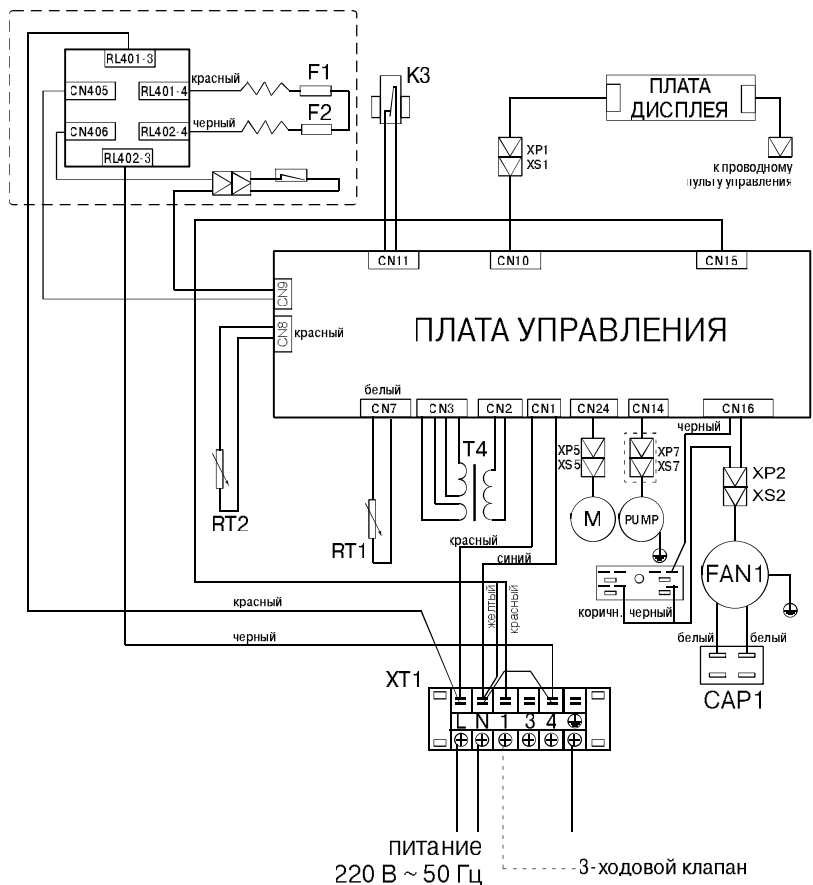 RL401-3
CN405
RL401-4
красный
F1
CN406
RL402-4
черный
F2
RL402-3
K3
ПЛАТА
ДИСПЛЕЯ
XP1
XS1
к проводному
пульту управления
CN11
CN10
CN15
CN9
CN8
красный
ПЛАТА УПРАВЛЕНИЯ
белый
CN7
CN3
CN2
CN1
CN24
CN14
CN16
черный
T4
XP5
XS5
XP7
XS7
XP2
XS2
RT2
RT1
M
PUMP
FAN1
красный
синий
желтый
красный
коричн.
черный
белый
белый
CAP1
красный
черный
XT1
L N 1 3 4
питание
220 В ~ 50 Гц
3-ходовой клапан